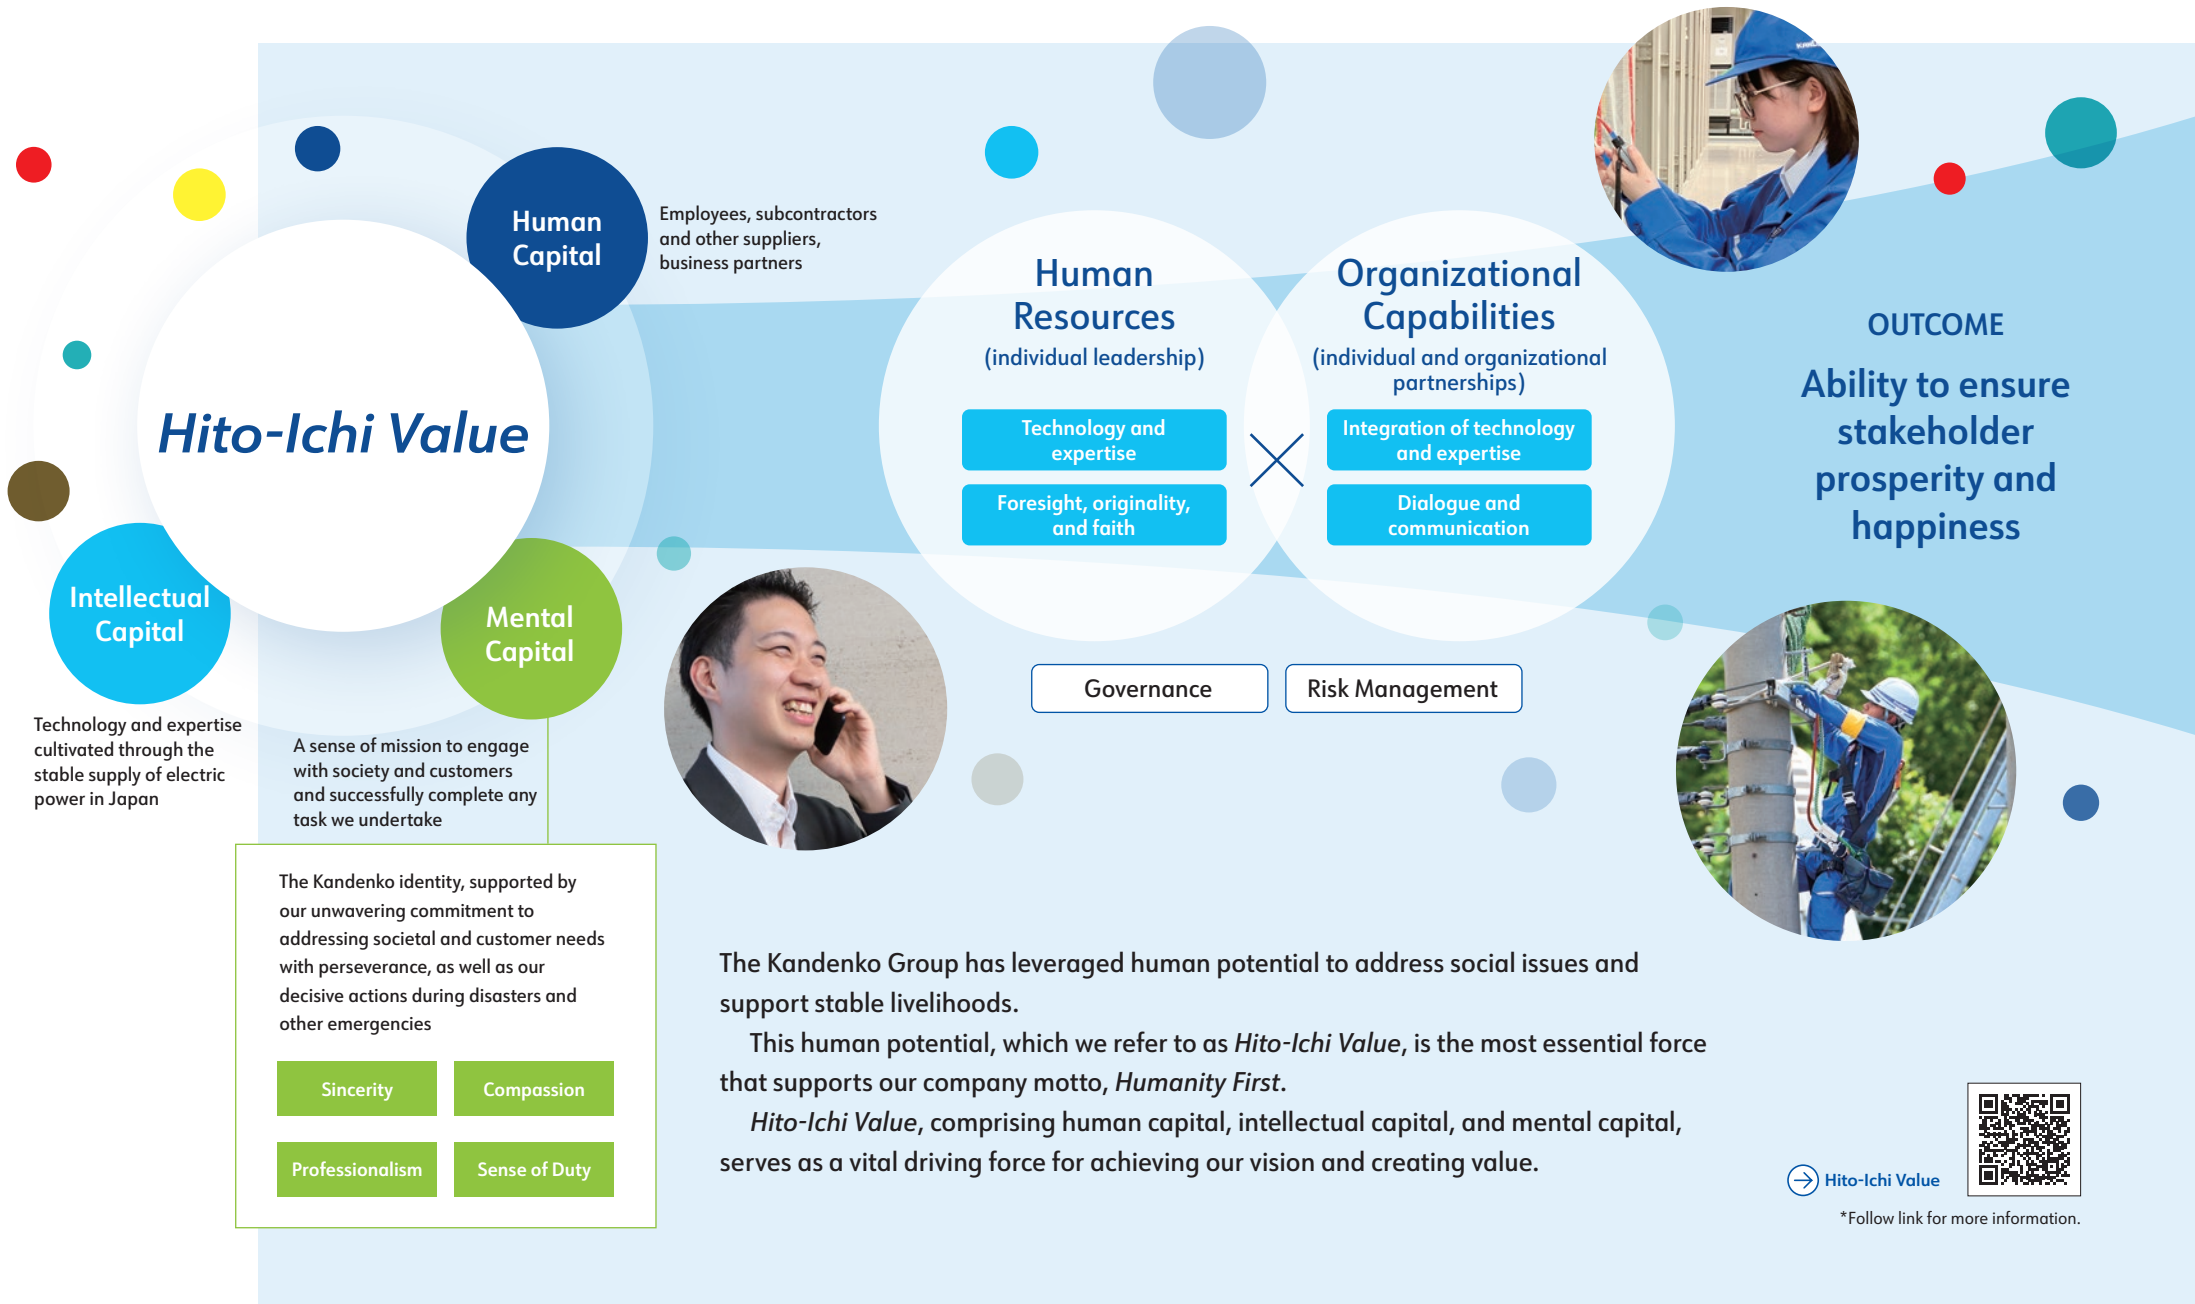 Human
Capital
Employees, subcontractors
and other suppliers,
business partners
Hito-Ichi Value
Intellectual
Capital
Technology and expertise
cultivated through the
stable supply of electric
power in Japan
Mental
Capital
A sense of mission to engage
with society and customers
and successfully complete any
task we undertake
The Kandenko identity, supported by
our unwavering commitment to
addressing societal and customer needs
with perseverance, as well as our
decisive actions during disasters and
other emergencies
Sincerity
Compassion
Professionalism
Sense of Duty
Human
Resources
(individual leadership)
Technology and
expertise
Foresight, originality,
and faith
Organizational
Capabilities
(individual and organizational
partnerships)
Integration of technology
and expertise
Dialogue and
communication
Governance
Risk Management
OUTCOME
Ability to ensure
stakeholder
prosperity and
happiness
The Kandenko Group has leveraged human potential to address social issues and
support stable livelihoods.
This human potential, which we refer to as Hito-Ichi Value, is the most essential force
that supports our company motto, Humanity First.
Hito-Ichi Value, comprising human capital, intellectual capital, and mental capital,
serves as a vital driving force for achieving our vision and creating value.
Hito-Ichi Value
*Follow link for more information.